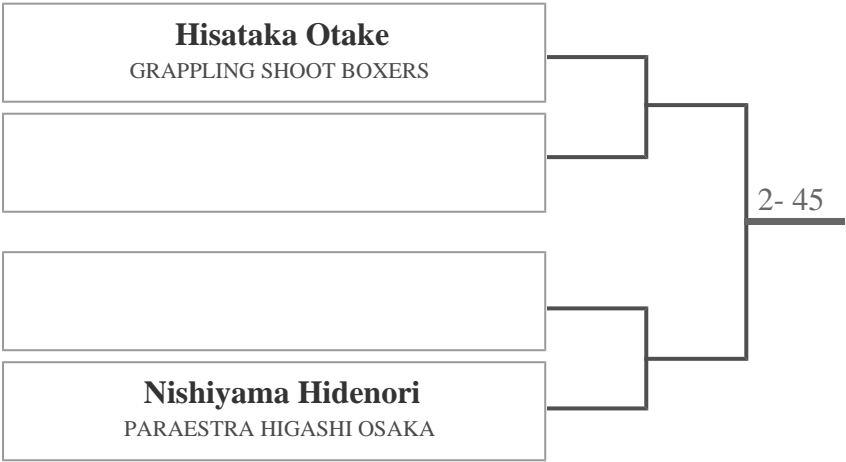 Hisataka Otake
GRAPPLING SHOOT BOXERS
2- 45
Nishiyama Hidenori
PARAESTRA HIGASHI OSAKA